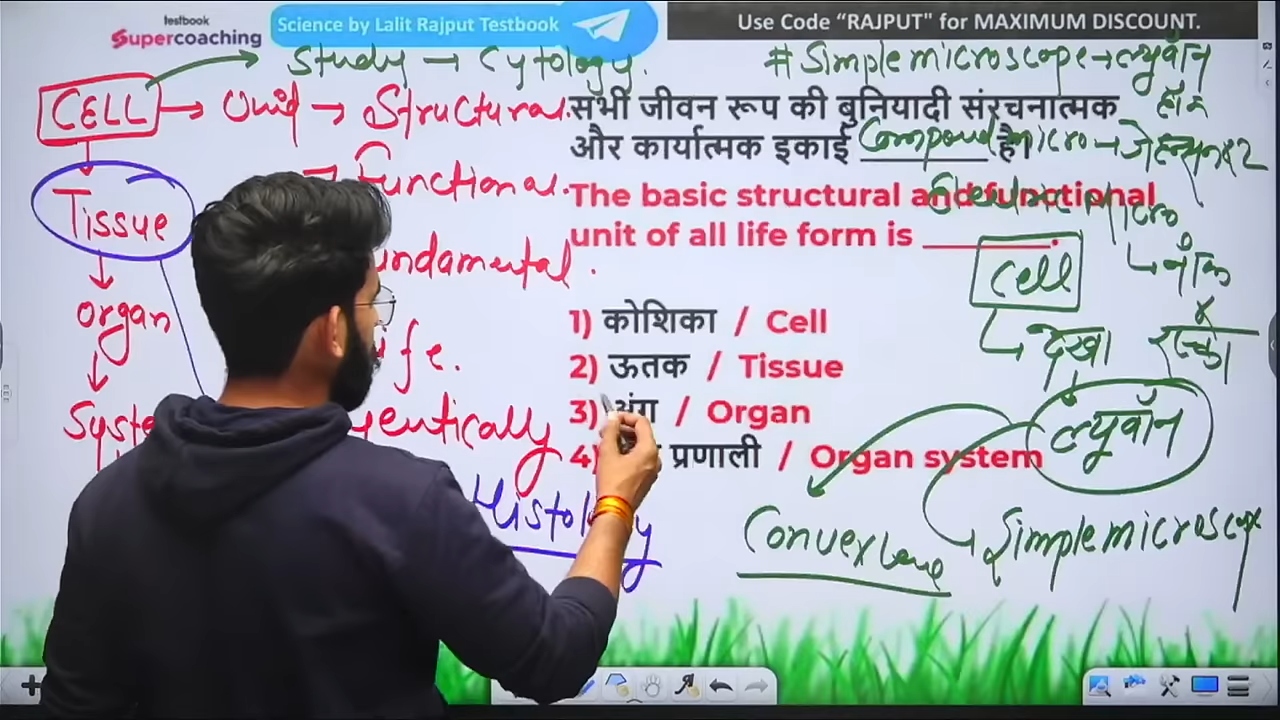 testbook
Supercoaching
Science by Lalit Rajput Testbook
Use Code “RAJPUT" for MAXIMUM DISCOUNT.
Study → Cytology.
#Simple microscope → ल्यूवॉन
हॉक
CELL → Unit → Structural.
→ Functional.
undamental.
ife.
entically
Tissue
organ
Syste
Histology
सभी जीवन रूप की बुनियादी संरचनात्मक
और कार्यात्मक इकाई ________ है।
Compound micro →
micro
The basic structural and functional
unit of all life form is ________.
1) कोशिका / Cell
2) ऊतक / Tissue
3) अंग / Organ
4) प्रणाली / Organ system
Cell
देखा
ल्यूवॉन
Convex lens
Simple microscope